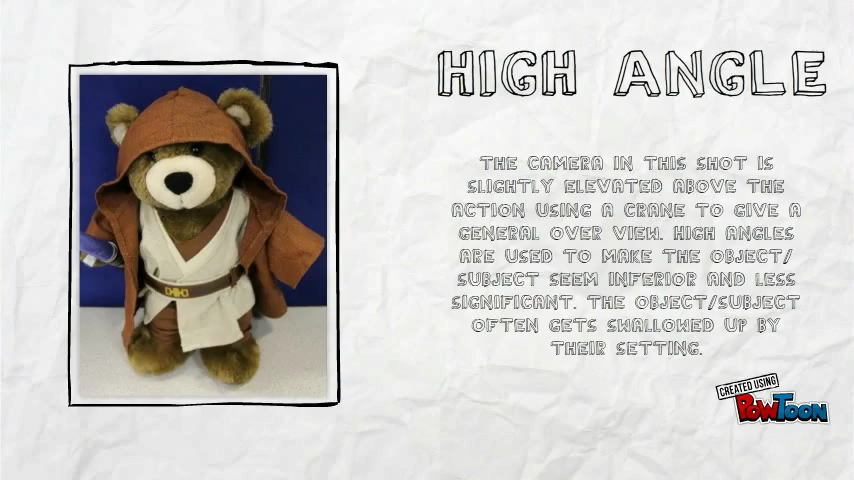 HIGH ANGLE
THE CAMERA IN THIS SHOT IS
SLIGHTLY ELEVATED ABOVE THE
ACTION USING A CRANE TO GIVE A
GENERAL OVER VIEW. HIGH ANGLES
ARE USED TO MAKE THE OBJECT/
SUBJECT SEEM INFERIOR AND LESS
SIGNIFICANT. THE OBJECT/SUBJECT
OFTEN GETS SWALLOWED UP BY
THEIR SETTING.
CREATED USING
POWTOON